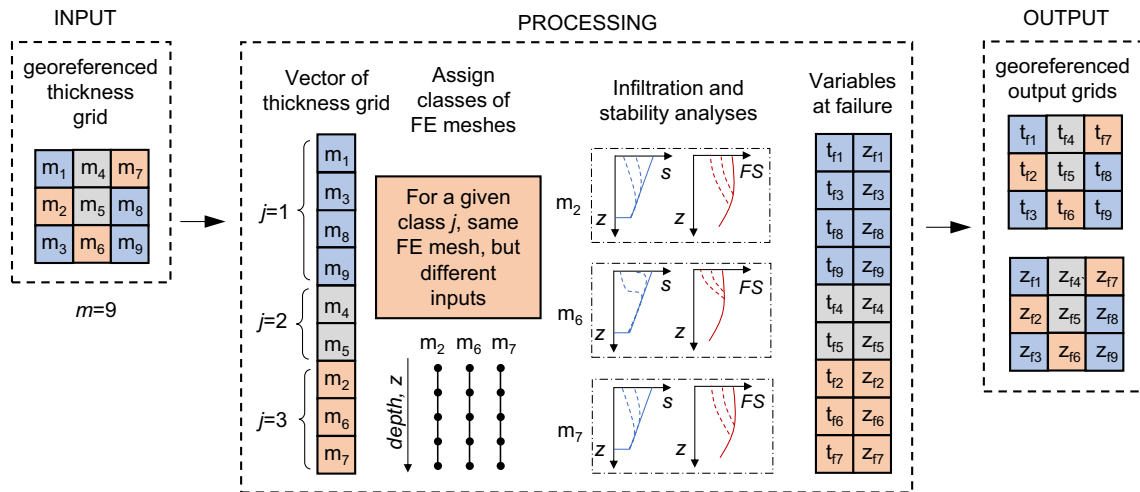 INPUT
georeferenced
thickness
grid
m1 m4 m7
m2 m5 m8
m3 m6 m9
m=9
PROCESSING
Vector of
thickness grid
j=1
j=2
j=3
m1
m3
m8
m9
m4
m5
m2
m6
m7
Assign
classes of
FE meshes
For a given
class j, same
FE mesh, but
different
inputs
m2 m6 m7
depth, z
Infiltration and
stability analyses
m2
s
z
FS
z
m6
s
z
FS
z
m7
s
z
FS
z
Variables
at failure
tf1 zf1
tf3 zf3
tf8 zf8
tf9 zf9
tf4 zf4
tf5 zf5
tf2 zf2
tf6 zf6
tf7 zf7
OUTPUT
georeferenced
output grids
tf1 tf4 tf7
tf2 tf5 tf8
tf3 tf6 tf9
zf1 zf4` zf7
zf2 zf5 zf8
zf3 zf6 zf9